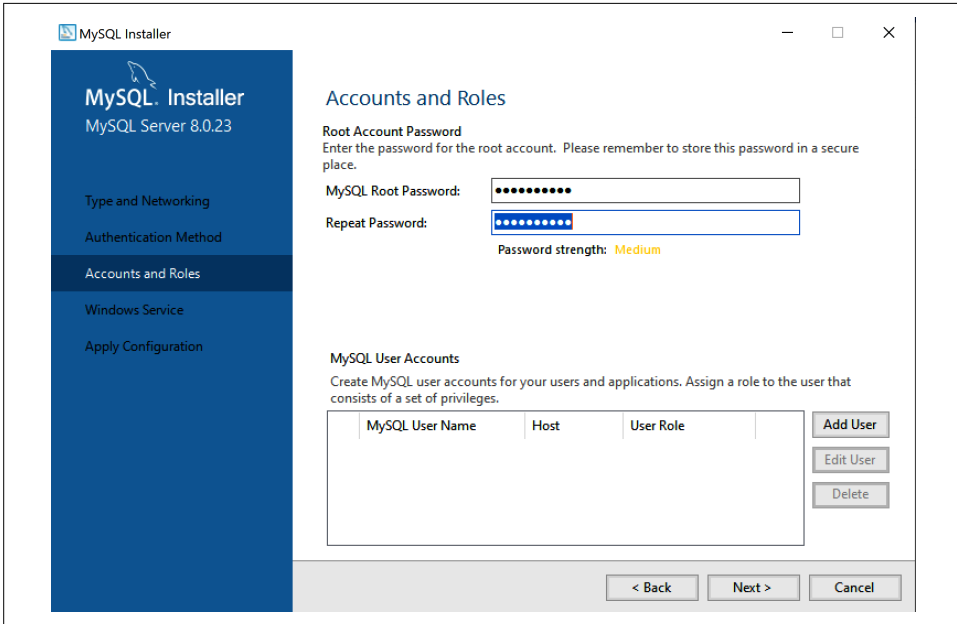 MySQL Installer
MySQL. Installer
MySQL Server 8.0.23
Type and Networking
Authentication Method
Accounts and Roles
Windows Service
Apply Configuration
Accounts and Roles
Root Account Password
Enter the password for the root account. Please remember to store this password in a secure
place.
MySQL Root Password: ●●●●●●●●●●
Repeat Password: ●●●●●●●●●●
Password strength: Medium
MySQL User Accounts
Create MySQL user accounts for your users and applications. Assign a role to the user that
consists of a set of privileges.
MySQL User Name Host User Role
Add User
Edit User
Delete
< Back Next > Cancel